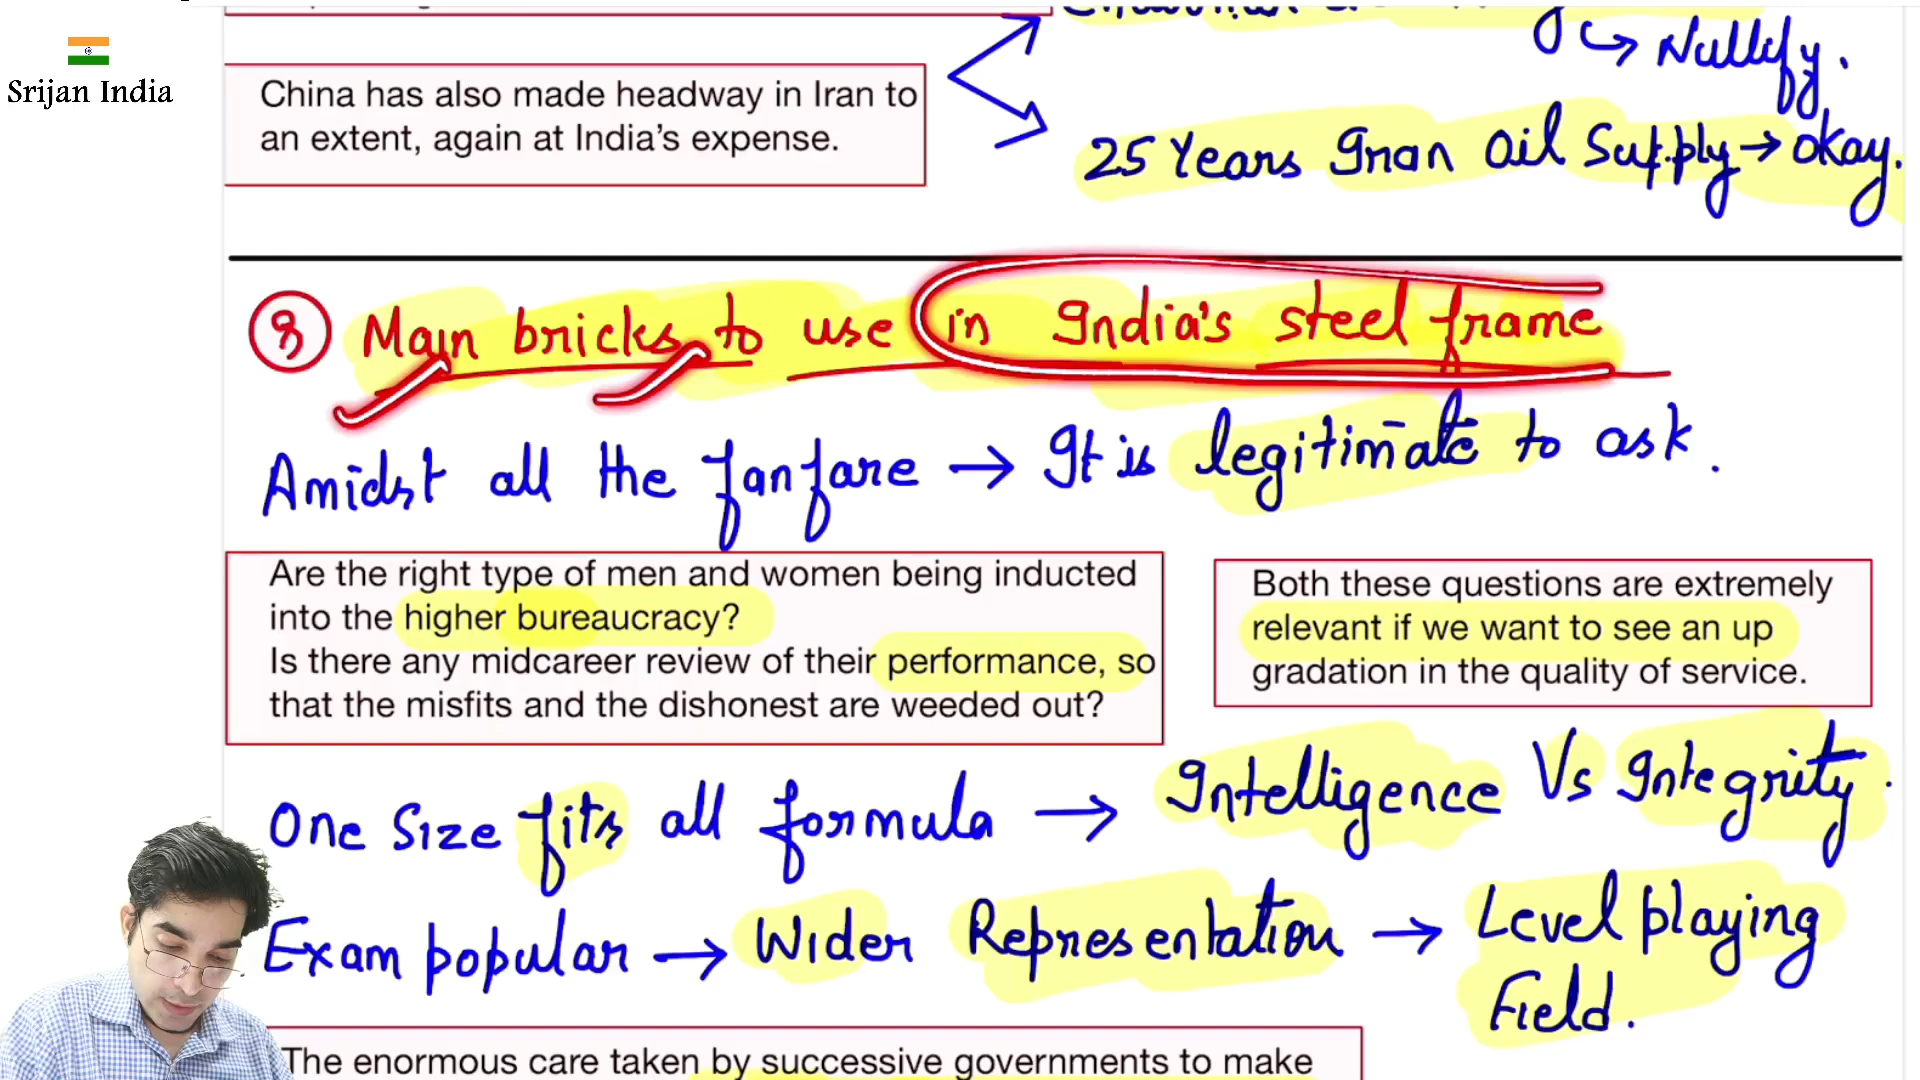 Srijan India
Nullify.
China has also made headway in Iran to
an extent, again at India's expense.
25 Years Iran Oil Supply → okay.
8 Main bricks to use in India's steel frame
Amidst all the fanfare → It is legitimate to ask.
Are the right type of men and women being inducted
into the higher bureaucracy?
Is there any midcareer review of their performance, so
that the misfits and the dishonest are weeded out?
Both these questions are extremely
relevant if we want to see an up
gradation in the quality of service.
One Size fits all formula → Intelligence Vs Integrity.
Exam popular → Wider Representation → Level playing
Field.
The enormous care taken by successive governments to make